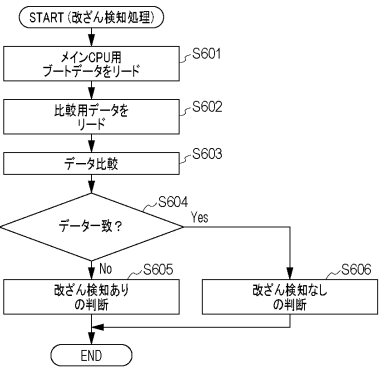 START (改ざん検知処理)
メインCPU用
ブートデータをリード
S601
比較用データを
リード
S602
データ比較
S603
データ一致?
S604
Yes
No
改ざん検知あり
の判断
S605
改ざん検知なし
の判断
S606
END